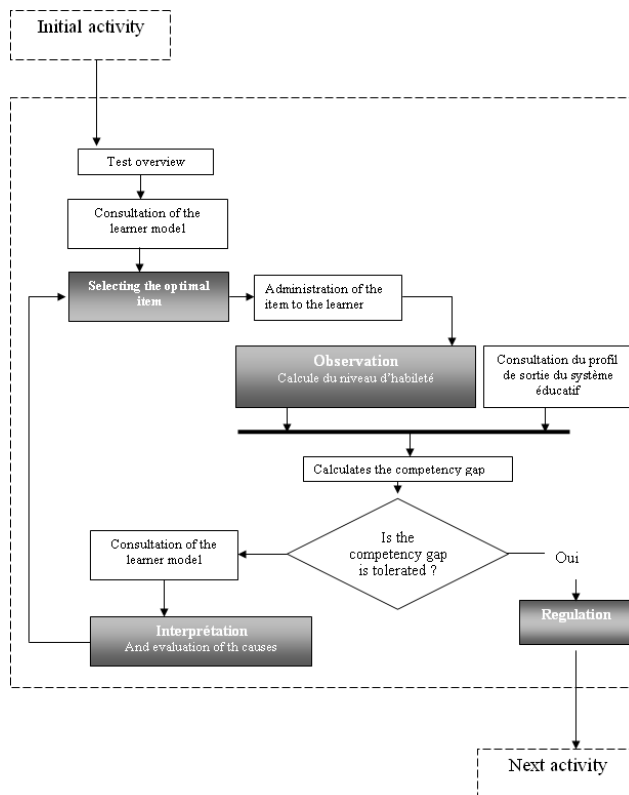 Initial activity
Test overview
Consultation of the
learner model
Selecting the optimal
item
Administration of the
item to the learner
Observation
Calcule du niveau d'habileté
Consultation du profil
de sortie du système
éducatif
Calculates the competency gap
Is the
competency gap
is tolerated ?
Consultation of the
learner model
Oui
Interprétation
And evaluation of th causes
Regulation
Next activity